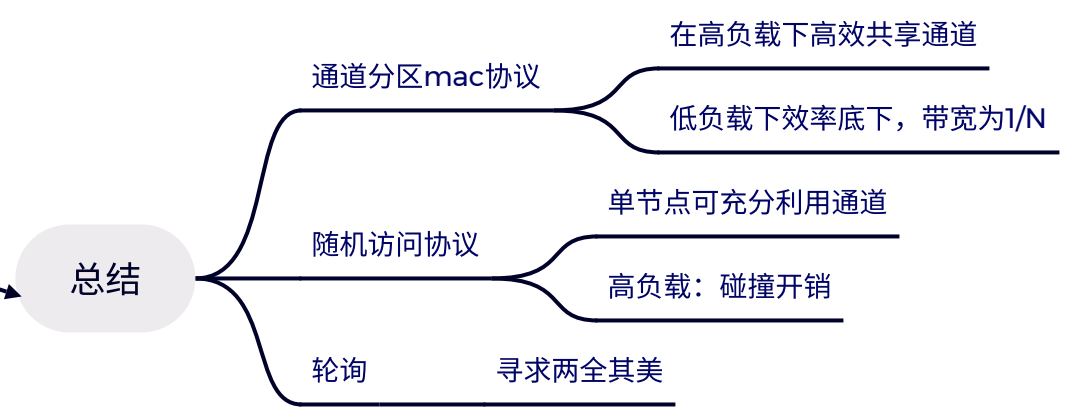 总结
通道分区mac协议
在高负载下高效共享通道
低负载下效率底下，带宽为1/N
随机访问协议
单节点可充分利用通道
高负载：碰撞开销
轮询
寻求两全其美